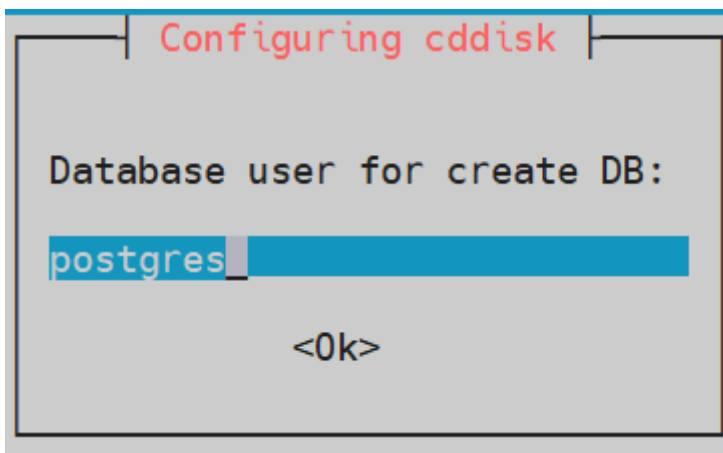 Configuring cddisk
Database user for create DB:
postgres
<Ok>